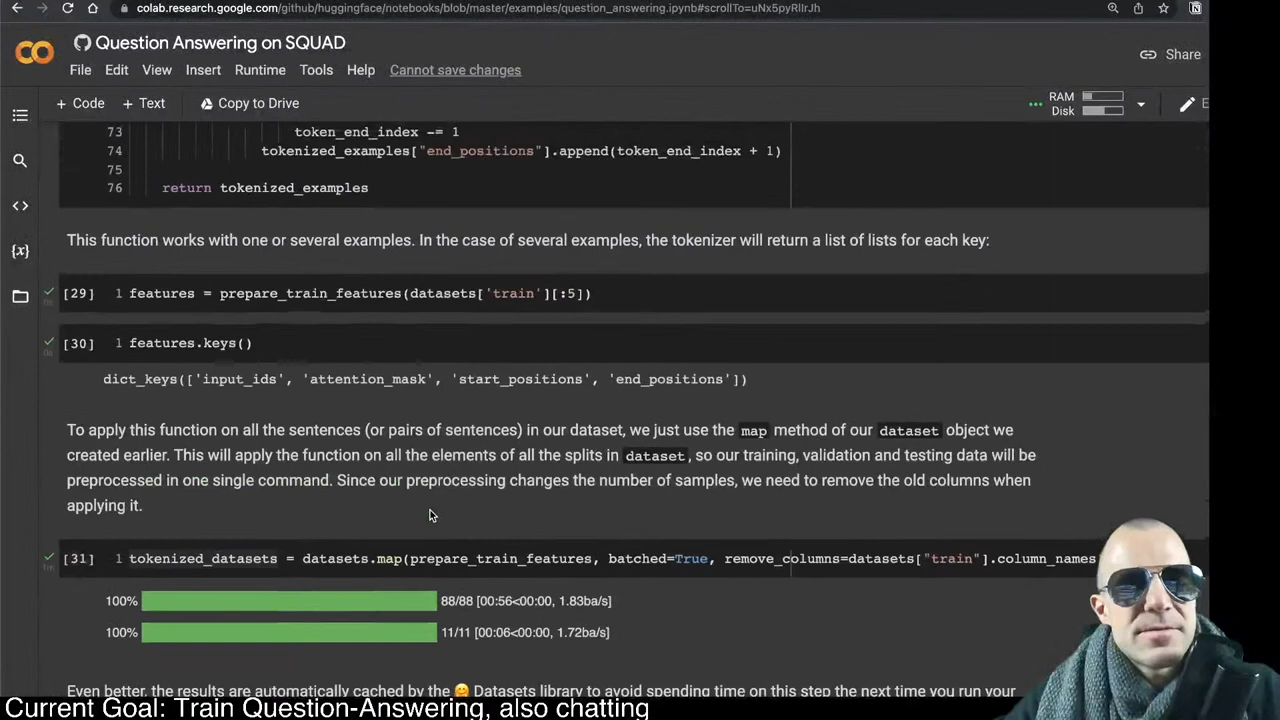 colab.research.google.com/github/huggingface/notebooks/blob/master/examples/question_answering.ipynb#scrollTo=uNx5pyRlIrJh
Question Answering on SQUAD
File Edit View Insert Runtime Tools Help Cannot save changes
Share
+ Code + Text Copy to Drive
RAM
Disk
73 token_end_index -= 1
74 tokenized_examples["end_positions"].append(token_end_index + 1)
75
76 return tokenized_examples
This function works with one or several examples. In the case of several examples, the tokenizer will return a list of lists for each key:
[29] 1 features = prepare_train_features(datasets['train'][:5])
[30] 1 features.keys()
dict_keys(['input_ids', 'attention_mask', 'start_positions', 'end_positions'])
To apply this function on all the sentences (or pairs of sentences) in our dataset, we just use the map method of our dataset object we
created earlier. This will apply the function on all the elements of all the splits in dataset, so our training, validation and testing data will be
preprocessed in one single command. Since our preprocessing changes the number of samples, we need to remove the old columns when
applying it.
[31] 1 tokenized_datasets = datasets.map(prepare_train_features, batched=True, remove_columns=datasets["train"].column_names
100% 88/88 [00:56<00:00, 1.83ba/s]
100% 11/11 [00:06<00:00, 1.72ba/s]
Even better, the results are automatically cached by the 🤗 Datasets library to avoid spending time on this step the next time you run your
Current Goal: Train Question-Answering, also chatting